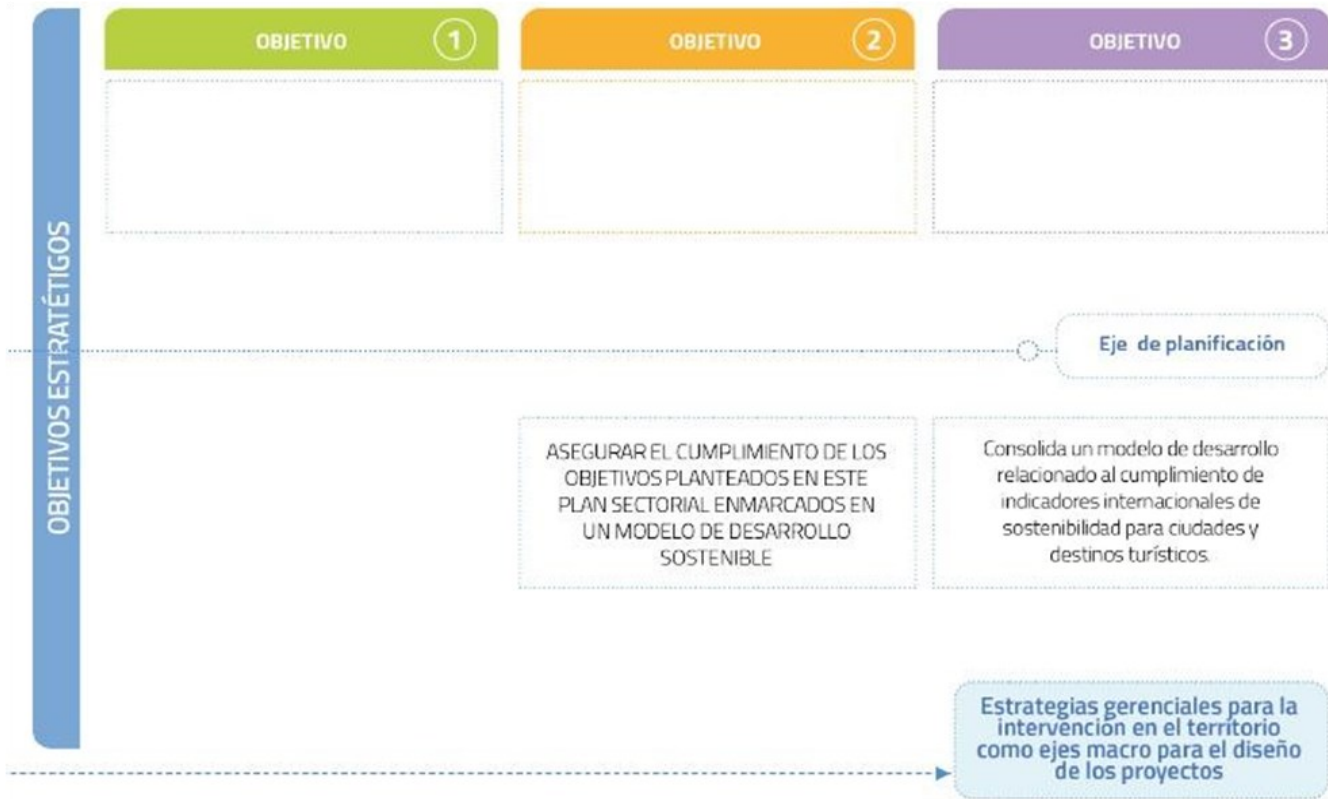 OBJETIVOS ESTRATÉTIGOS
OBJETIVO 1
OBJETIVO 2
OBJETIVO 3
Eje de planificación
ASEGURAR EL CUMPLIMIENTO DE LOS
OBJETIVOS PLANTEADOS EN ESTE
PLAN SECTORIAL ENMARCADOS EN
UN MODELO DE DESARROLLO
SOSTENIBLE
Consolida un modelo de desarrollo
relacionado al cumplimiento de
indicadores internacionales de
sostenibilidad para ciudades y
destinos turísticos.
Estrategias gerenciales para la
intervención en el territorio
como ejes macro para el diseño
de los proyectos